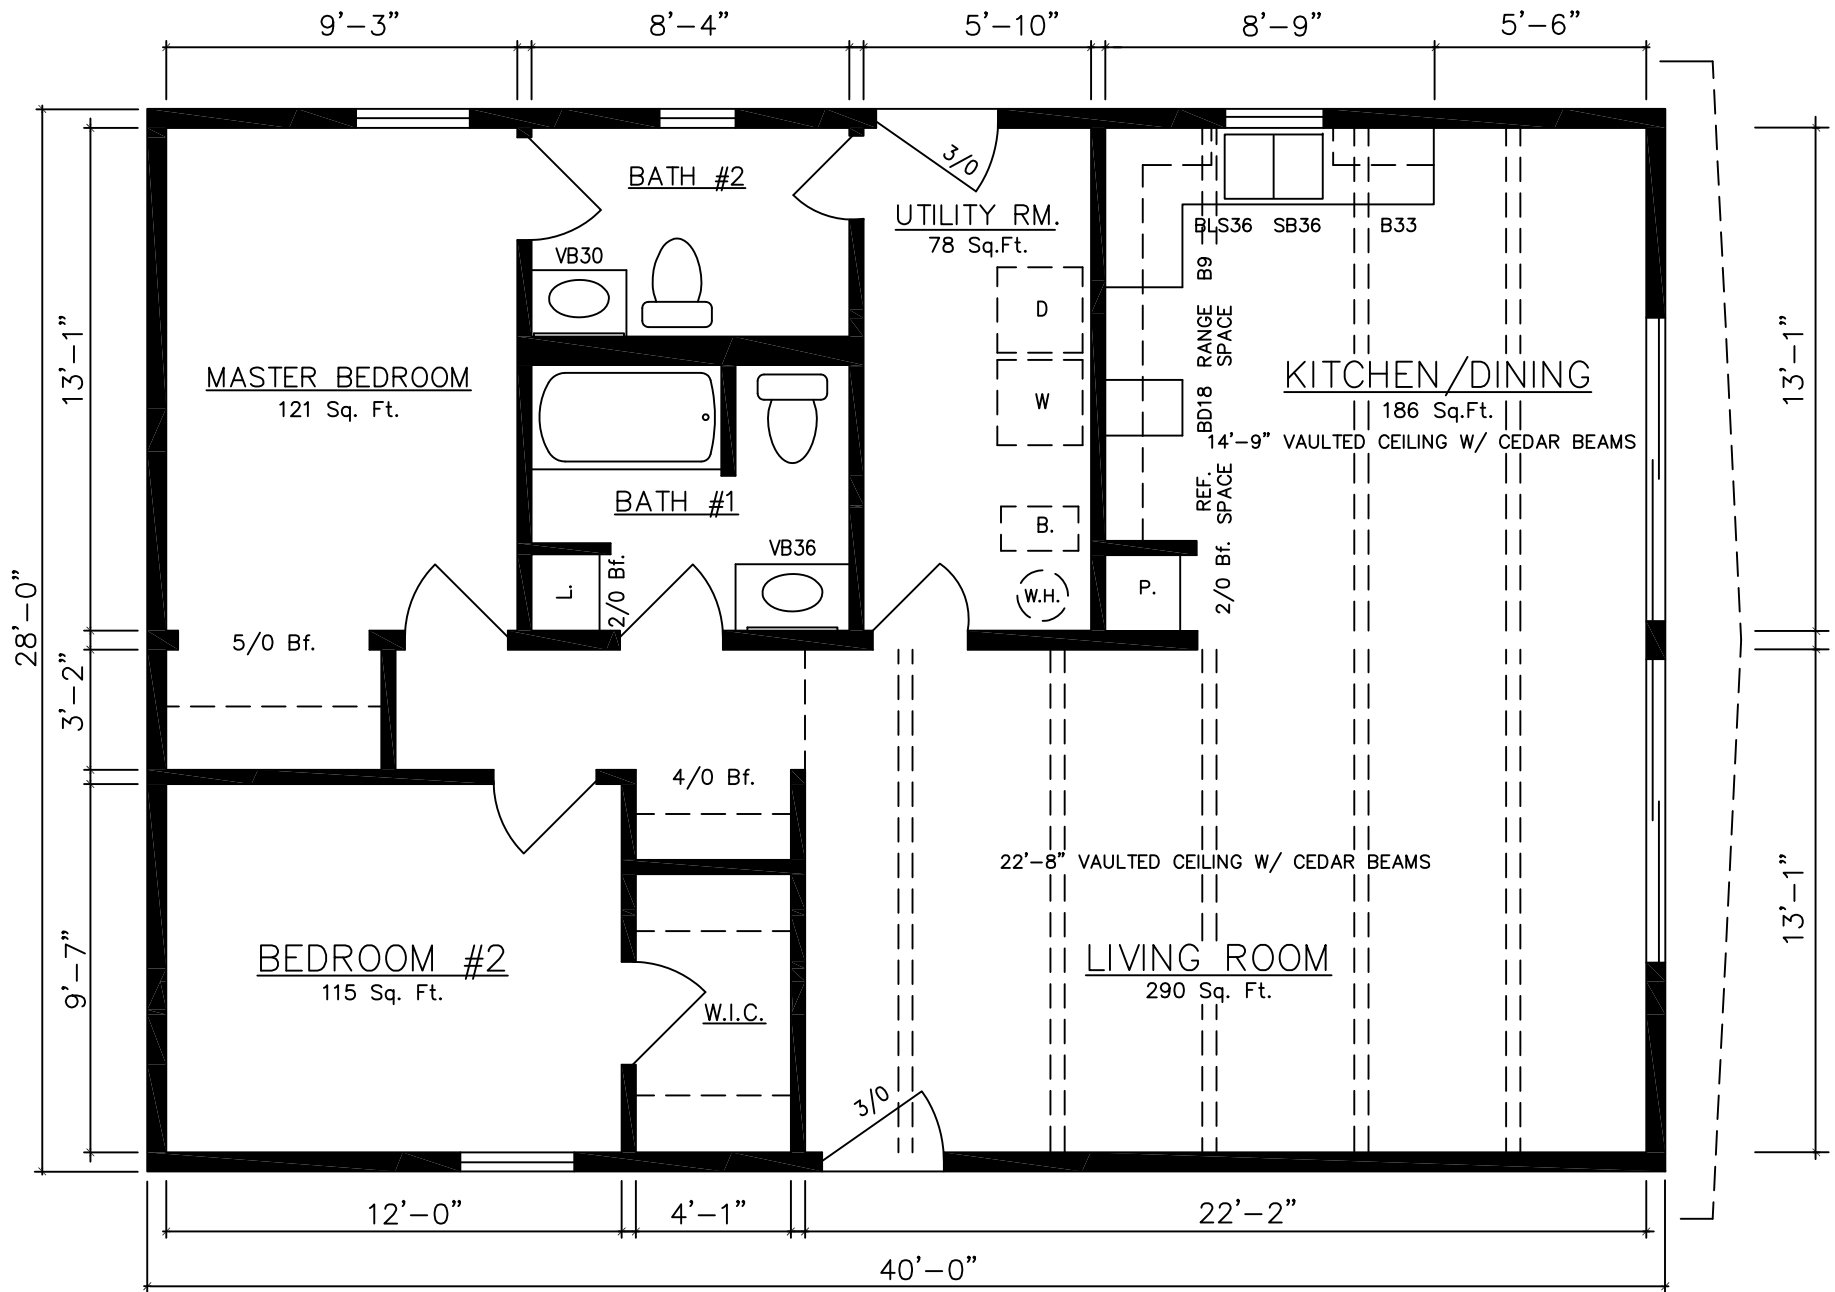 9'-3" 8'-4" 5'-10" 8'-9" 5'-6"
3/0
BATH #2
UTILITY RM.
78 Sq.Ft.
BLS36 SB36 B33
VB30
B9
D
RANGE
SPACE
28'-0"
13'-1"
MASTER BEDROOM
121 Sq. Ft.
W
BD18
KITCHEN/DINING
186 Sq.Ft.
14'-9" VAULTED CEILING W/ CEDAR BEAMS
13'-1"
BATH #1
REF.
SPACE
B.
VB36
L.
2/0 Bf.
W.H.
P.
2/0 Bf.
5/0 Bf.
3'-2"
4/0 Bf.
22'-8" VAULTED CEILING W/ CEDAR BEAMS
9'-7"
BEDROOM #2
115 Sq. Ft.
W.I.C.
LIVING ROOM
290 Sq. Ft.
13'-1"
3/0
12'-0" 4'-1" 22'-2"
40'-0"